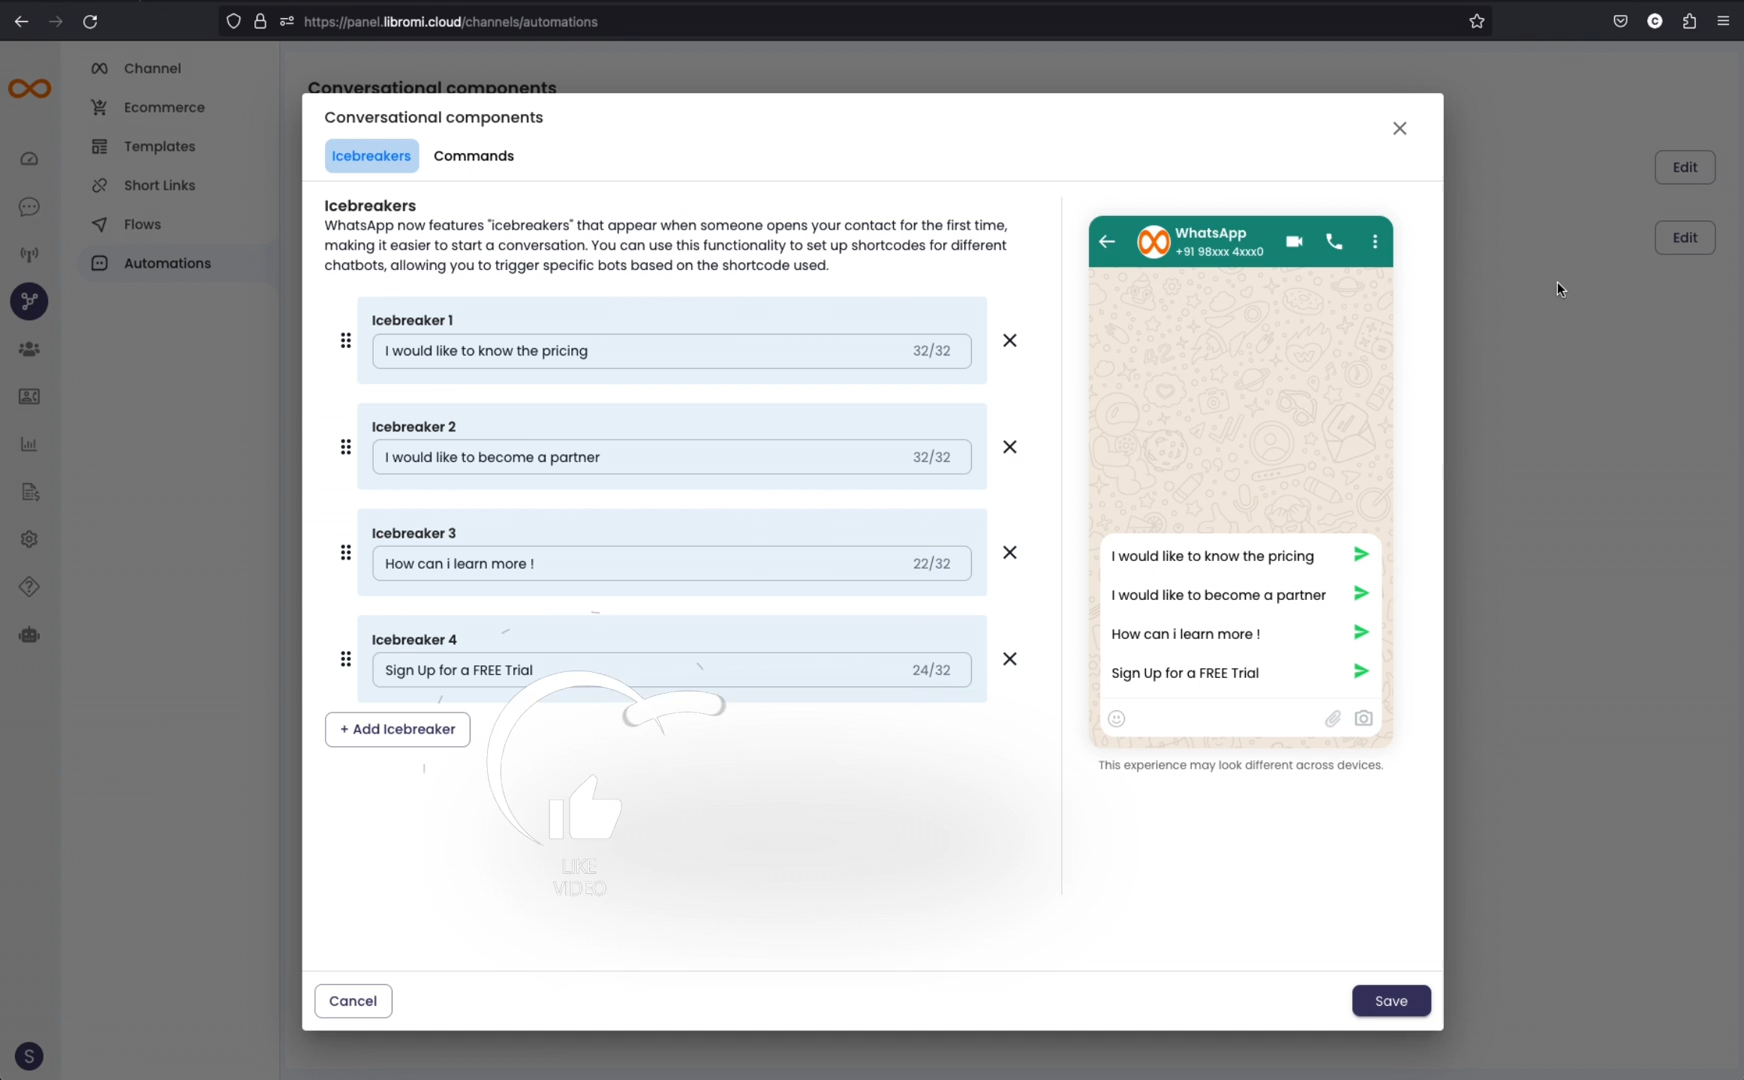 https://panel.libromi.cloud/channels/automations
Channel
Ecommerce
Templates
Short Links
Flows
Automations
Conversational components
Edit
Edit
Conversational components
Icebreakers
Commands
Icebreakers
WhatsApp now features "icebreakers" that appear when someone opens your contact for the first time,
making it easier to start a conversation. You can use this functionality to set up shortcodes for different
chatbots, allowing you to trigger specific bots based on the shortcode used.
Icebreaker 1
I would like to know the pricing 32/32
Icebreaker 2
I would like to become a partner 32/32
Icebreaker 3
How can i learn more ! 22/32
Icebreaker 4
Sign Up for a FREE Trial 24/32
+ Add Icebreaker
LIKE
VIDEO
WhatsApp
+91 98xxx 4xxx0
I would like to know the pricing
I would like to become a partner
How can i learn more !
Sign Up for a FREE Trial
This experience may look different across devices.
Cancel
Save
S
C